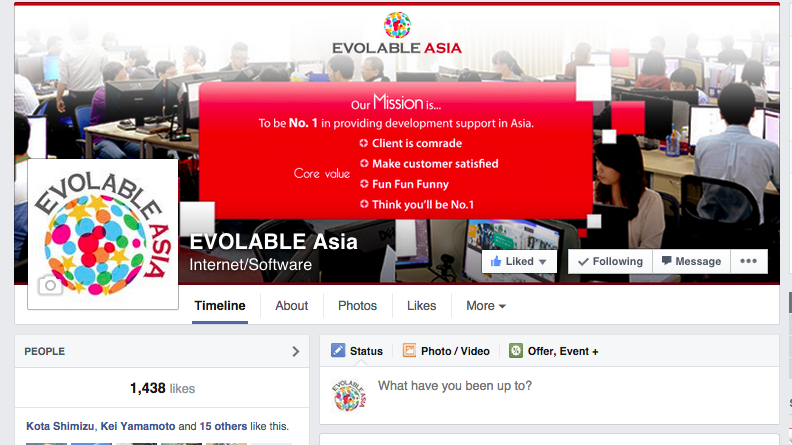 EVOLABLE ASIA
Our Mission is...
To be No. 1 in providing development support in Asia.
Core value
Client is comrade
Make customer satisfied
Fun Fun Funny
Think you'll be No.1
EVOLABLE ASIA
EVOLABLE Asia
Internet/Software
Liked
Following
Message
Timeline
About
Photos
Likes
More
PEOPLE
1,438 likes
Kota Shimizu, Kei Yamamoto and 15 others like this.
Status
Photo / Video
Offer, Event +
EVOLABLE ASIA
What have you been up to?